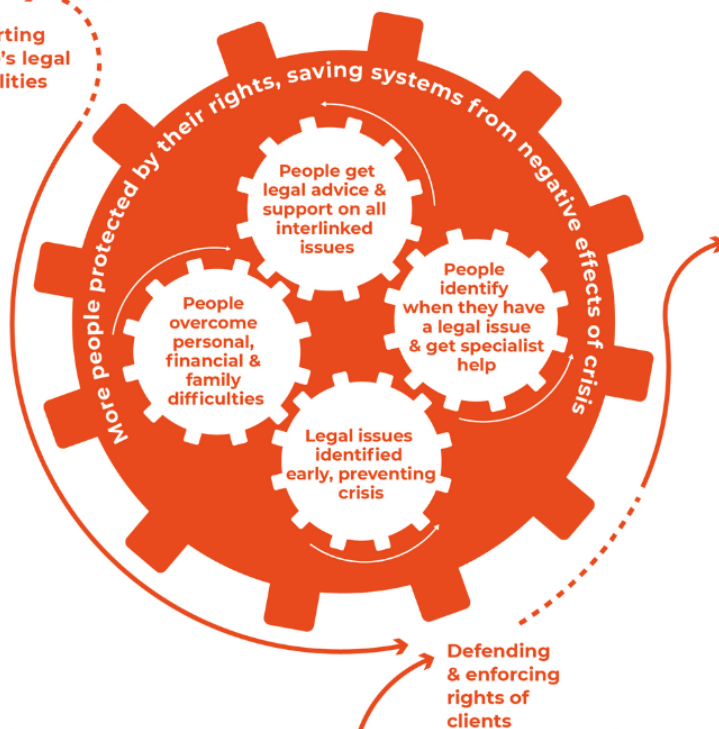 rting
’s legal
lities
More people protected by their rights, saving systems from negative effects of crisis
People get
legal advice &
support on all
interlinked
issues
People
identify
when they have
a legal issue
& get specialist
help
People
overcome
personal,
financial &
family
difficulties
Legal issues
identified
early, preventing
crisis
Defending
& enforcing
rights of
clients